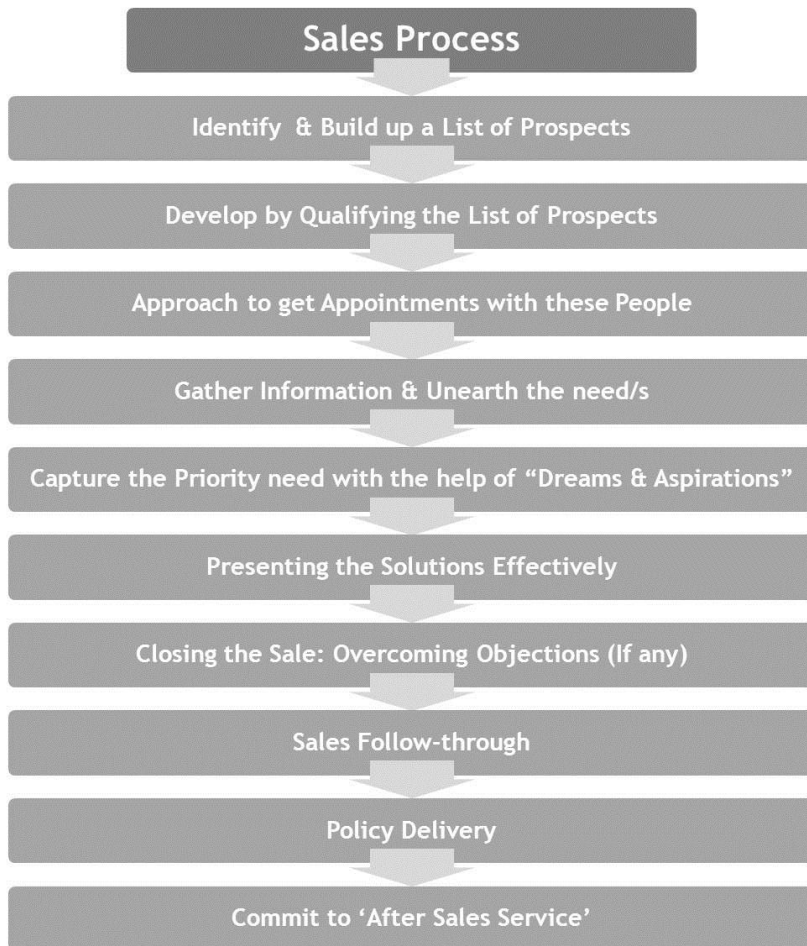 Sales Process
Identify & Build up a List of Prospects
Develop by Qualifying the List of Prospects
Approach to get Appointments with these People
Gather Information & Unearth the need/s
Capture the Priority need with the help of “Dreams & Aspirations”
Presenting the Solutions Effectively
Closing the Sale: Overcoming Objections (If any)
Sales Follow-through
Policy Delivery
Commit to ‘After Sales Service’